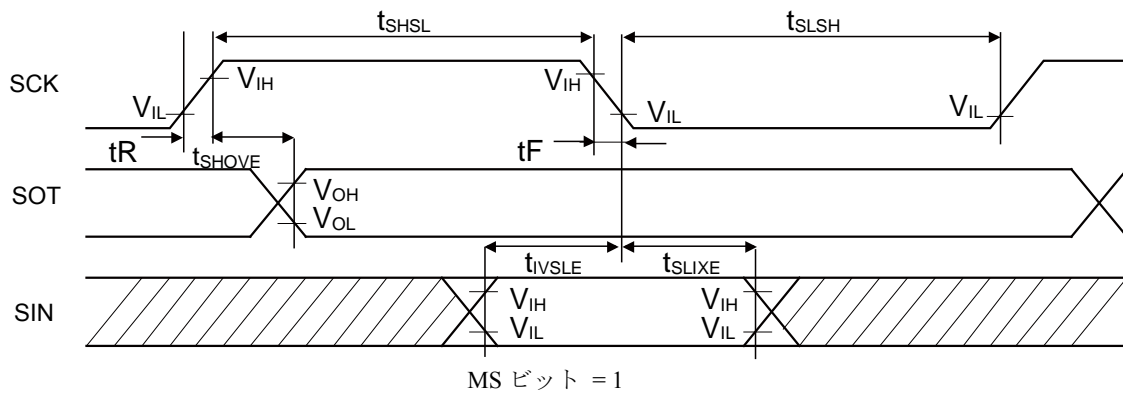 tSHSL
tSLSH
SCK
VIH
VIH
VIL
VIL
VIL
tR
tSHOVE
tF
SOT
VOH
VOL
tIVSLE
tSLIXE
SIN
VIH
VIH
VIL
VIL
MS ビット = 1